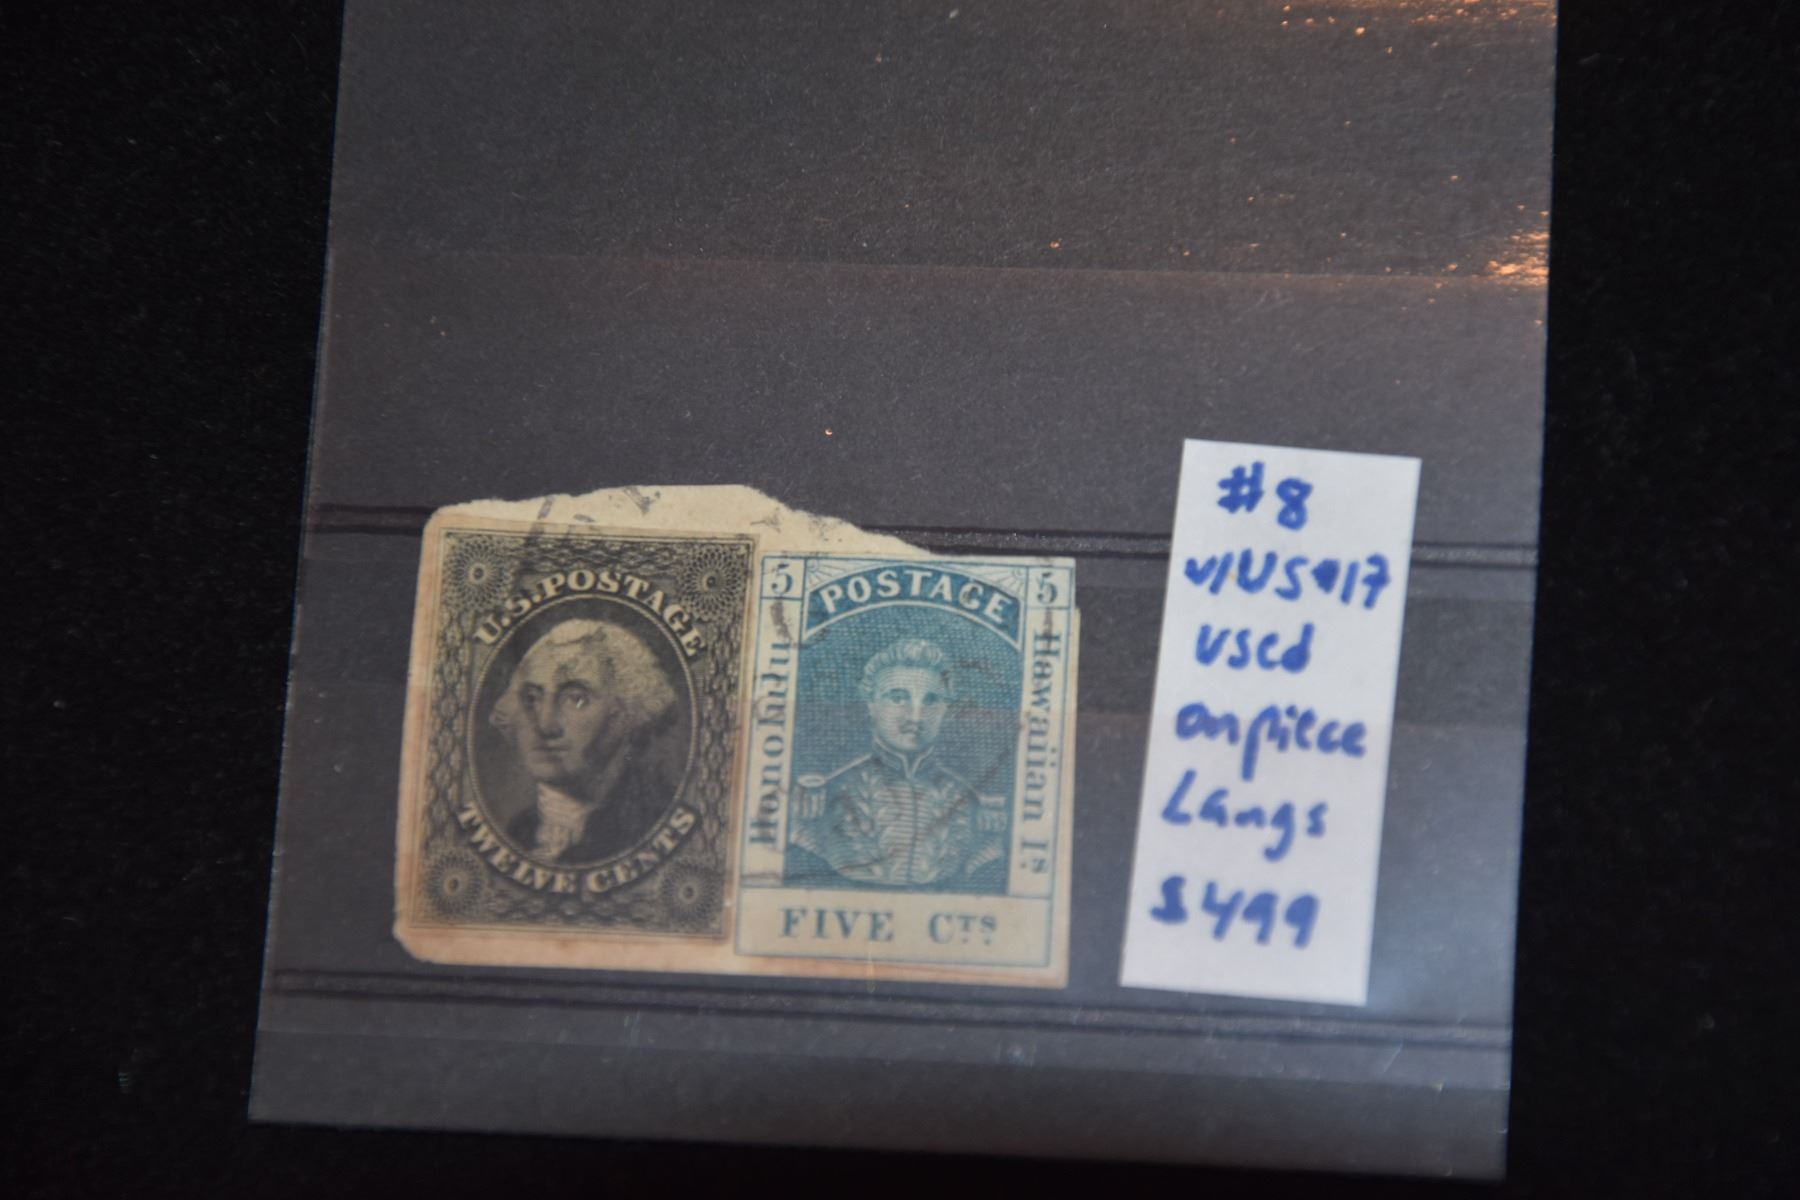 U.S. POSTAGE
TWELVE CENTS
5 POSTAGE 5
Honolulu
Hawaiian Is.
FIVE CTS.
#8
w/US#17
used
on piece
Langs
$499